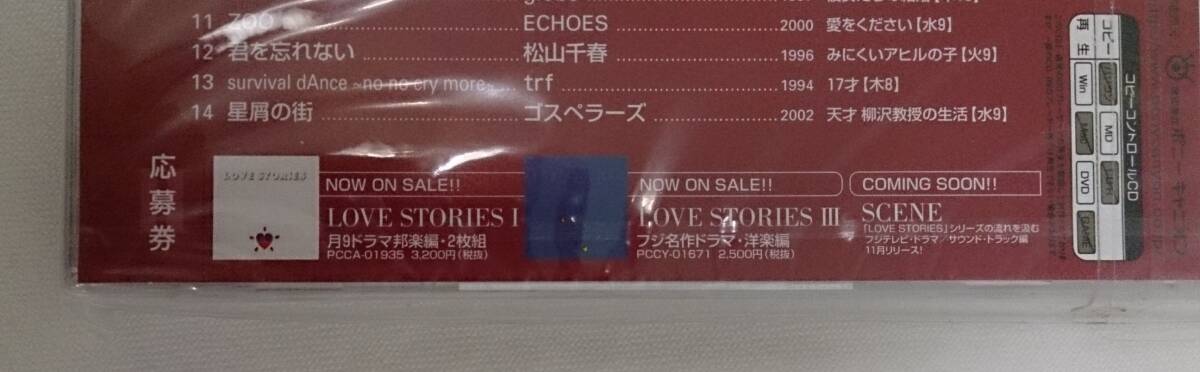 11 ZOO ECHOES 2000 愛をください【水9】
12 君を忘れない 松山千春 1996 みにくいアヒルの子【火9】
13 survival dAnce ~no no cry more~ trf 1994 17才【木8】
14 星屑の街 ゴスペラーズ 2002 天才 柳沢教授の生活【水9】
応募券
LOVE STORIES
NOW ON SALE!!
LOVE STORIES I
月9ドラマ邦楽編・2枚組
PCCA-01935 3,200円(税抜)
NOW ON SALE!!
LOVE STORIES III
フジ名作ドラマ・洋楽編
PCCY-01671 2,500円(税抜)
COMING SOON!!
SCENE
「LOVE STORIES」シリーズの流れを汲む
フジテレビ・ドラマ/サウンド・トラック編
11月リリース!
コピーコントロールCD
コピー
MD
再生
Win
DVD
GAME